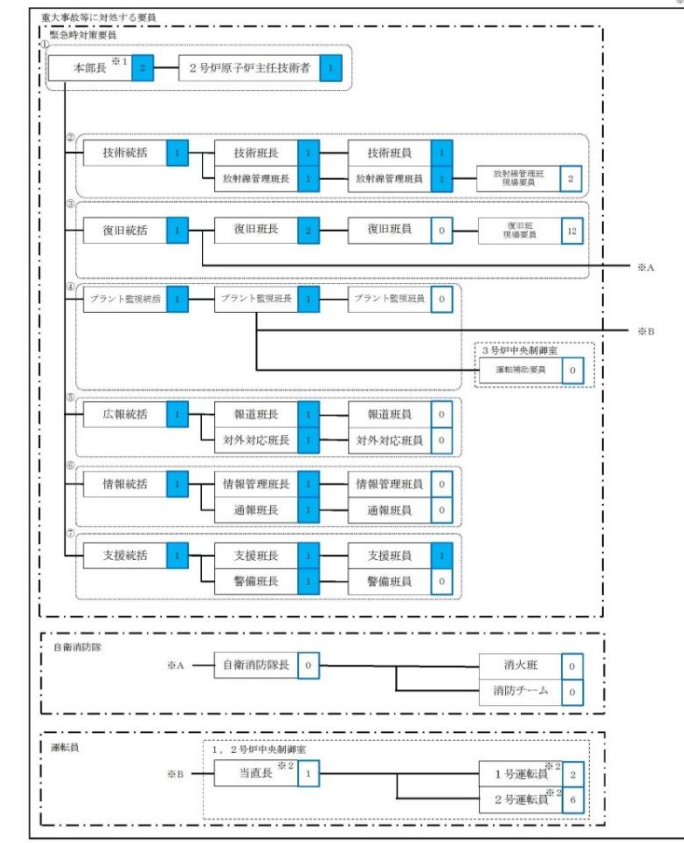 ※
重大事故等に対処する要員
緊急時対策要員
①
本部長 ※1 2 2号炉原子炉主任技術者 1
②
技術統括 1 技術班長 1 技術班員 1
放射線管理班長 1 放射線管理班員 1 放射線管理班
現場要員 2
③
復旧統括 1 復旧班長 2 復旧班員 0 復旧班
現場要員 12
※A
④
プラント監視統括 1 プラント監視班長 1 プラント監視班員 0
※B
3号炉中央制御室
運転補助要員 0
⑤
広報統括 1 報道班長 1 報道班員 0
対外対応班長 1 対外対応班員 0
⑥
情報統括 1 情報管理班長 1 情報管理班員 0
通報班長 1 通報班員 0
⑦
支援統括 1 支援班長 1 支援班員 1
警備班長 1 警備班員 0
自衛消防隊
※A 自衛消防隊長 0 消火班 0
消防チーム 0
運転員
1,2号炉中央制御室
※B 当直長 ※2 1 1号運転員 ※2 2
2号運転員 ※2 6